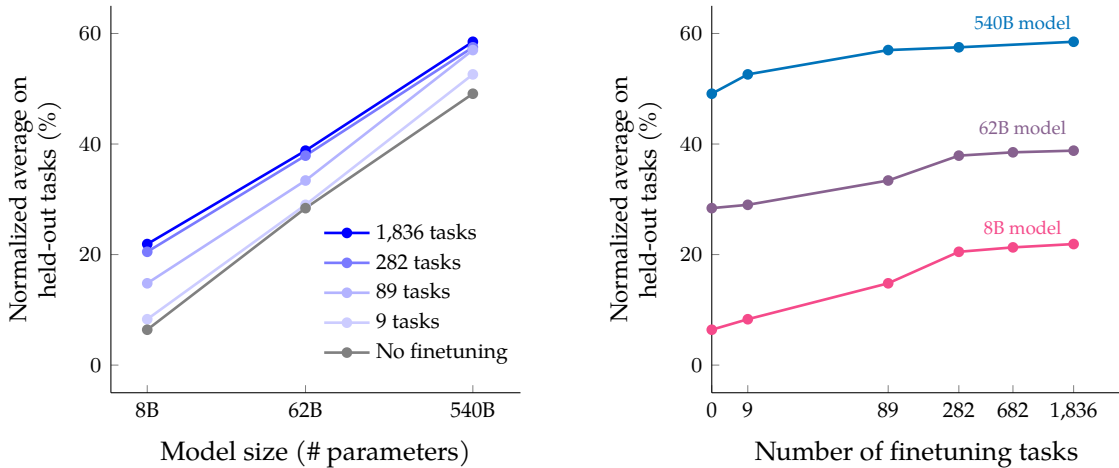 Normalized average on
held-out tasks (%)
60
40
20
0
8B
62B
540B
Model size (# parameters)
1,836 tasks
282 tasks
89 tasks
9 tasks
No finetuning
Normalized average on
held-out tasks (%)
60
40
20
0
0
9
89
282
682
1,836
Number of finetuning tasks
540B model
62B model
8B model